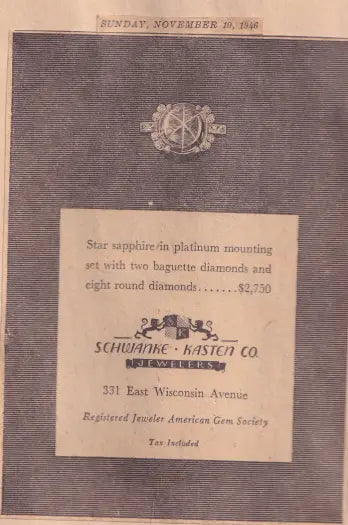 SUNDAY, NOVEMBER 10, 1946
Star sapphire in platinum mounting
set with two baguette diamonds and
eight round diamonds.......$2,750
K
SCHWANKE · KASTEN CO.
JEWELERS
331 East Wisconsin Avenue
Registered Jeweler American Gem Society
Tax Included